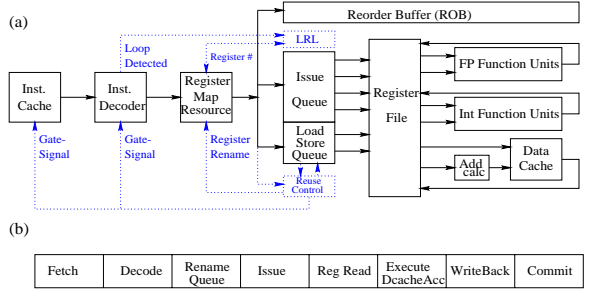 (a)
Reorder Buffer (ROB)
Loop
Detected
LRL
Register #
Inst.
Cache
Inst.
Decoder
Register
Map
Resource
Issue
Queue
Load
Store
Queue
Register
File
FP Function Units
Int Function Units
Add
calc
Data
Cache
Gate-
Signal
Gate-
Signal
Register
Rename
Reuse
Control
(b)
Fetch Decode Rename Queue Issue Reg Read Execute DcacheAcc WriteBack Commit